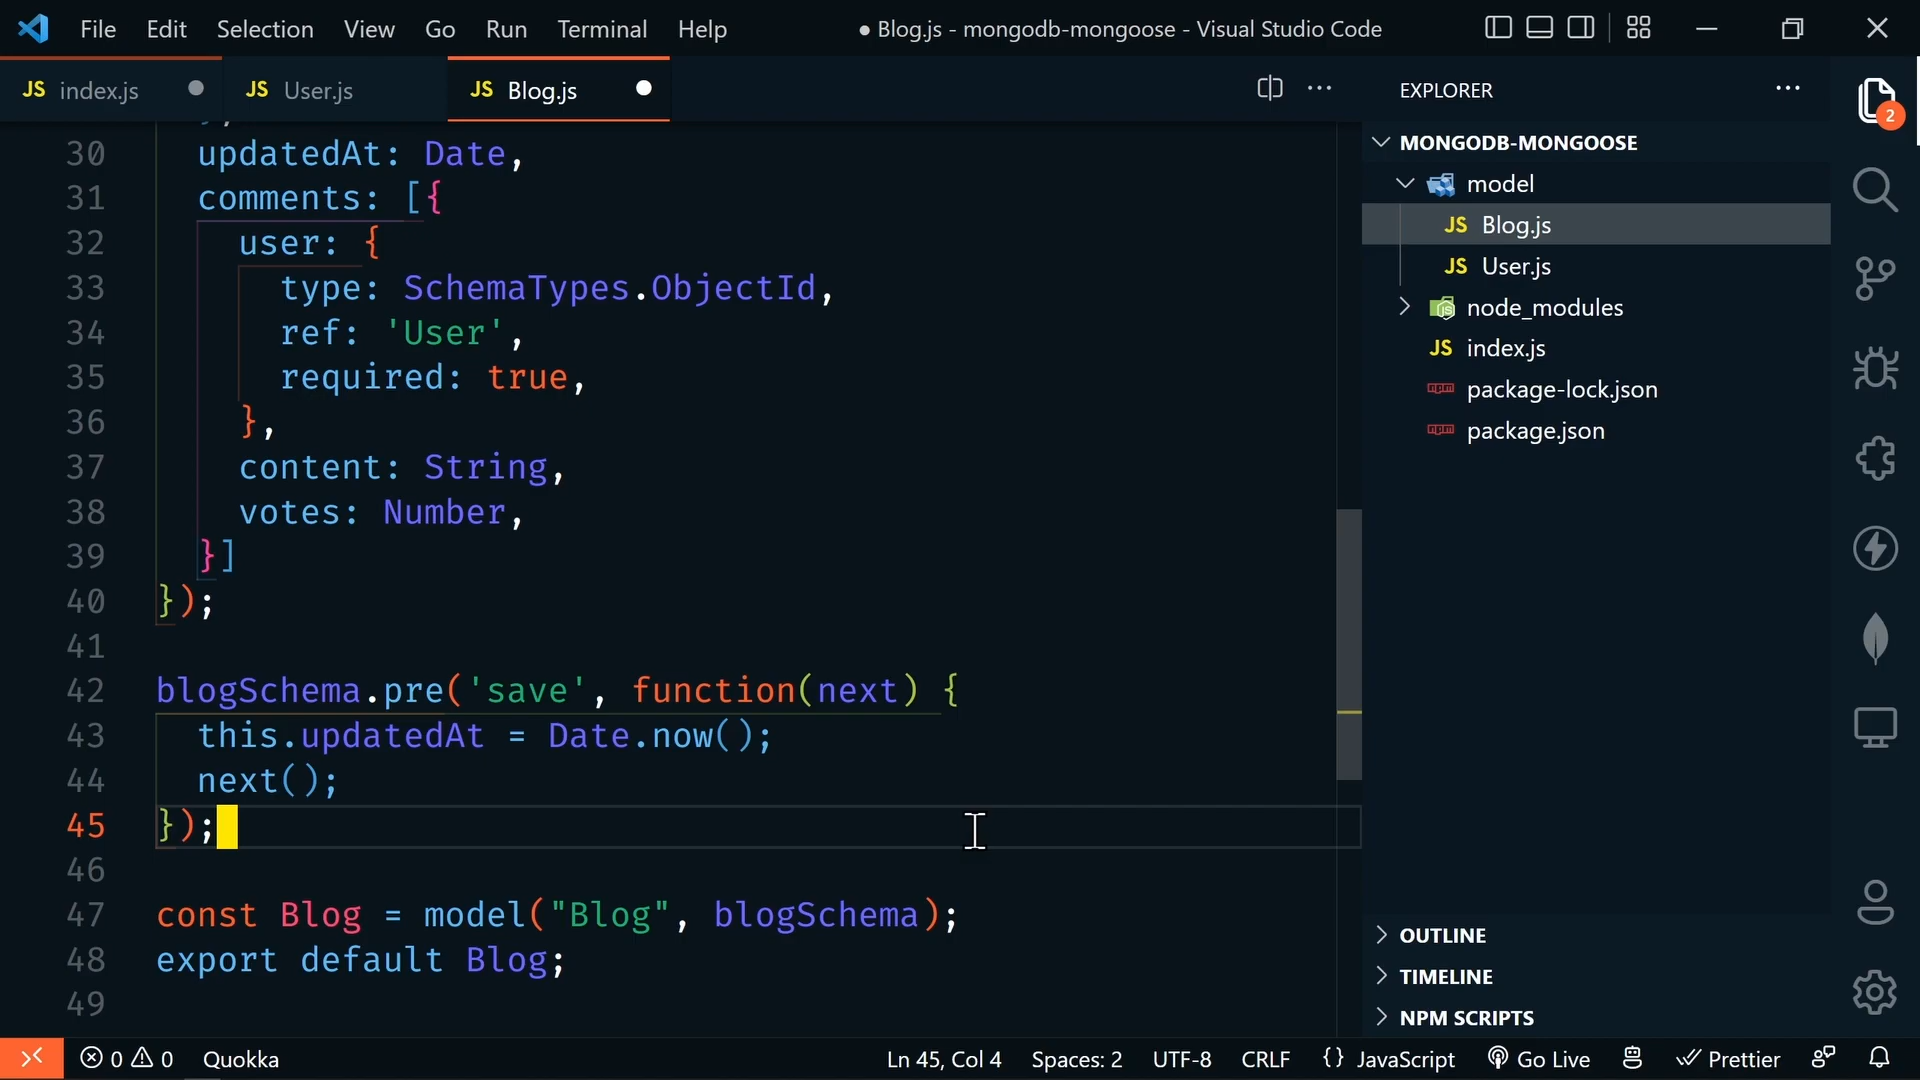 File Edit Selection View Go Run Terminal Help
● Blog.js - mongodb-mongoose - Visual Studio Code
JS index.js
JS User.js
JS Blog.js
30 updatedAt: Date,
31 comments: [{
32 user: {
33 type: SchemaTypes.ObjectId,
34 ref: 'User',
35 required: true,
36 },
37 content: String,
38 votes: Number,
39 }]
40 });
41
42 blogSchema.pre('save', function(next) {
43 this.updatedAt = Date.now();
44 next();
45 });
46
47 const Blog = model("Blog", blogSchema);
48 export default Blog;
49
EXPLORER
MONGODB-MONGOOSE
model
JS Blog.js
JS User.js
node_modules
JS index.js
package-lock.json
package.json
OUTLINE
TIMELINE
NPM SCRIPTS
2
0 0 Quokka
Ln 45, Col 4 Spaces: 2 UTF-8 CRLF {} JavaScript Go Live Prettier